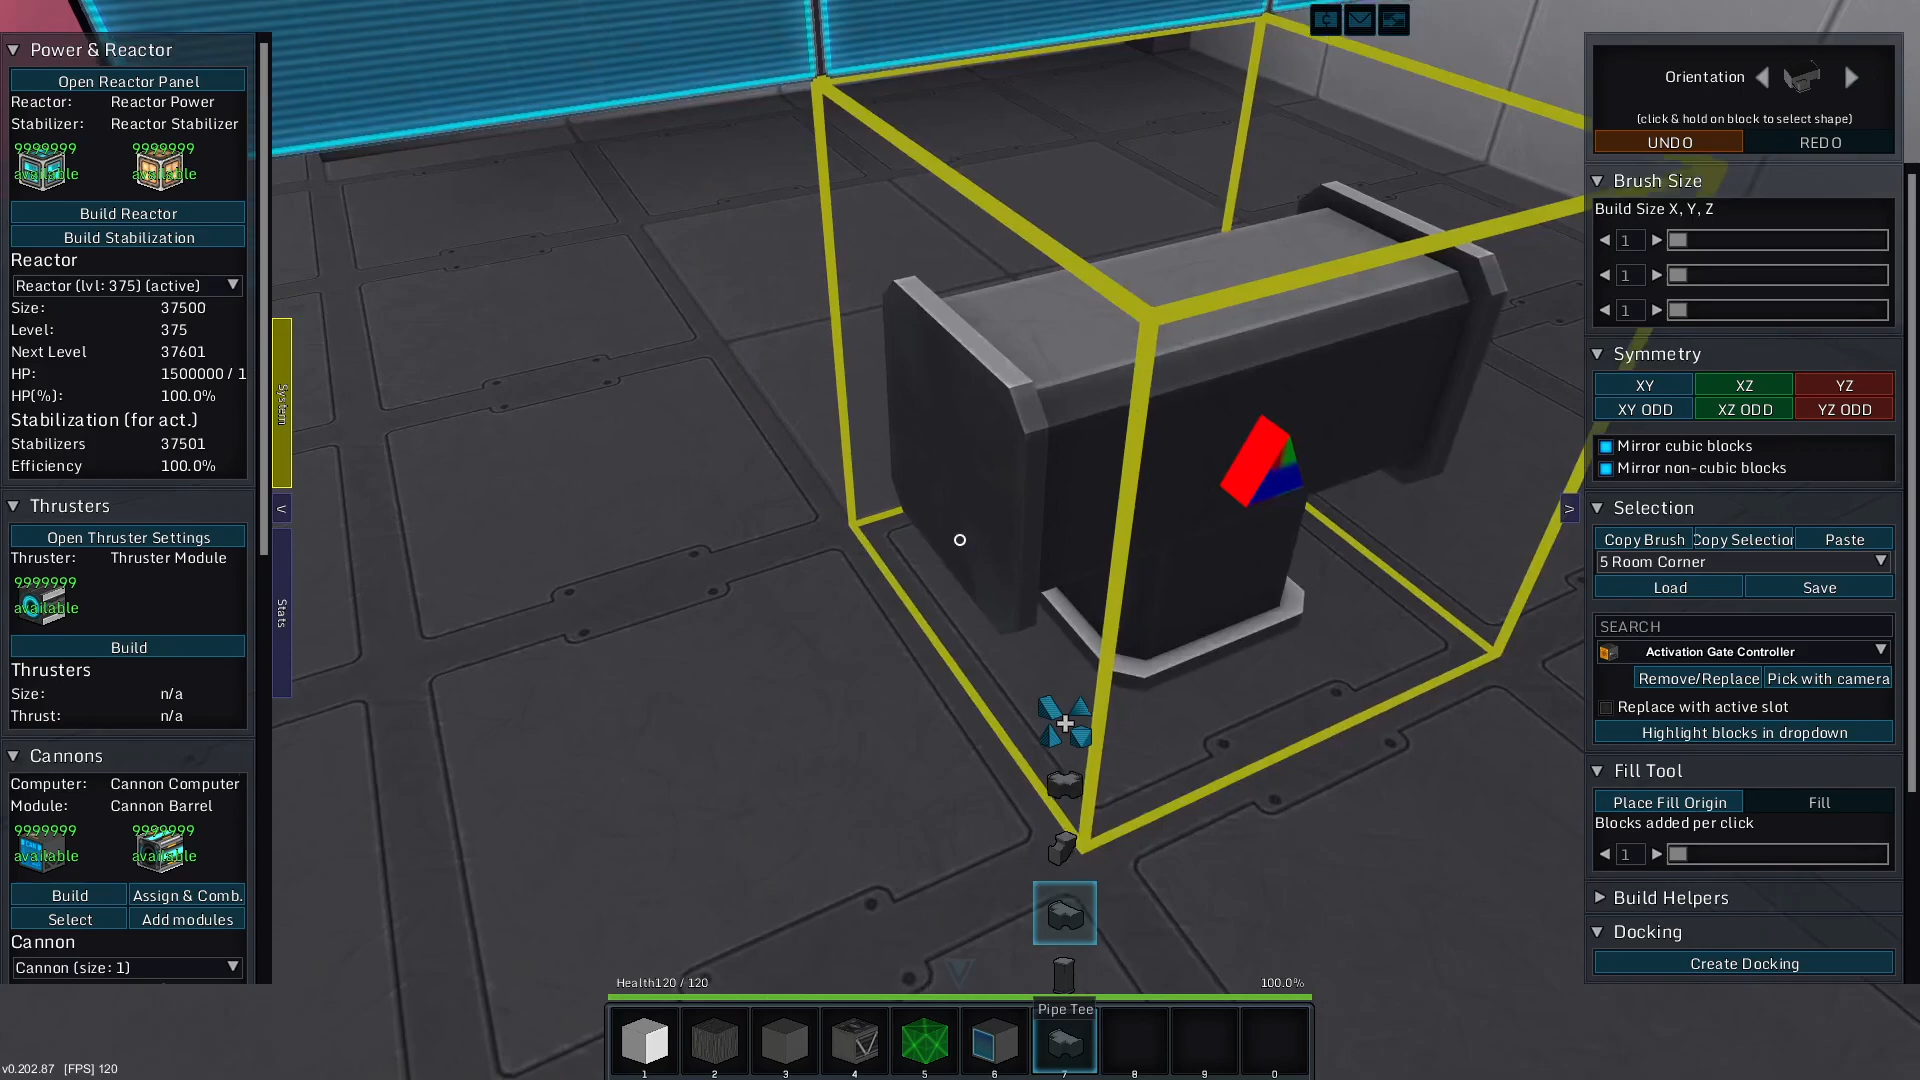 Power & Reactor
Open Reactor Panel
Reactor: Reactor Power
Stabilizer: Reactor Stabilizer
9999999 9999999
available available
Build Reactor
Build Stabilization
Reactor
Reactor (lvl: 375) (active)
Size: 37500
Level: 375
Next Level 37601
HP: 1500000 / 1
HP(%): 100.0%
Stabilization (for act.)
Stabilizers 37501
Efficiency 100.0%
Thrusters
Open Thruster Settings
Thruster: Thruster Module
9999999
available
Build
Thrusters
Size: n/a
Thrust: n/a
Cannons
Computer: Cannon Computer
Module: Cannon Barrel
9999999 9999999
available available
Build Assign & Comb.
Select Add modules
Cannon
Cannon (size: 1)
System
V
Stats
Health120 / 120 100.0%
Pipe Tee
1 2 3 4 5 6 7 8 9 0
v0.202.87 [FPS] 120
Orientation
(click & hold on block to select shape)
UNDO REDO
Brush Size
Build Size X, Y, Z
1
1
1
Symmetry
XY XZ YZ
XY ODD XZ ODD YZ ODD
Mirror cubic blocks
Mirror non-cubic blocks
V
Selection
Copy Brush Copy Selection Paste
5 Room Corner
Load Save
SEARCH
Activation Gate Controller
Remove/Replace Pick with camera
Replace with active slot
Highlight blocks in dropdown
Fill Tool
Place Fill Origin Fill
Blocks added per click
1
Build Helpers
Docking
Create Docking